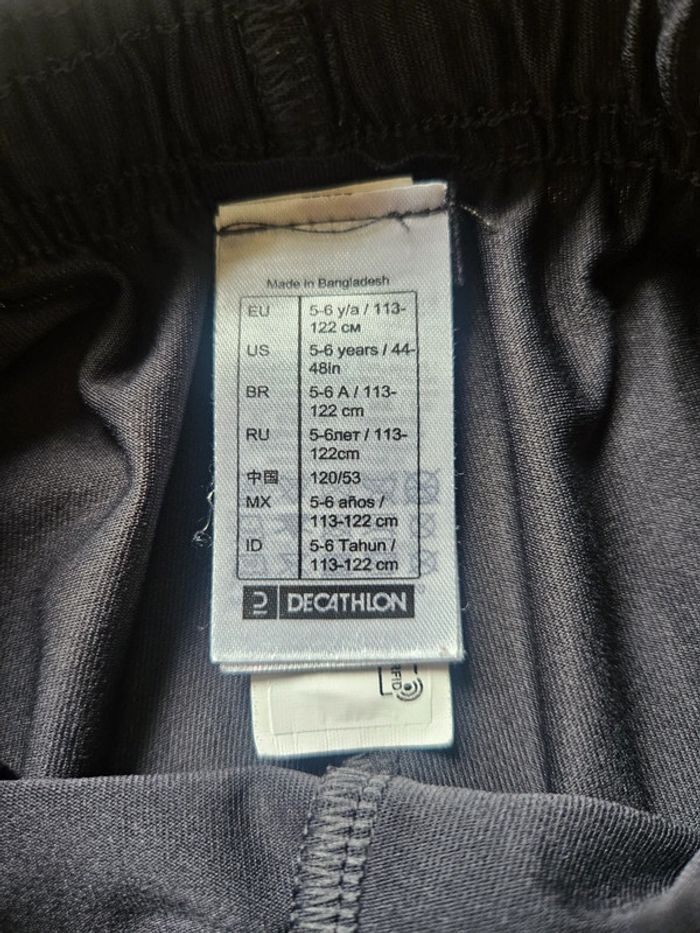 Made in Bangladesh
EU 5-6 y/a / 113-
122 см
US 5-6 years / 44-
48in
BR 5-6 A / 113-
122 cm
RU 5-6лет / 113-
122cm
中国 120/53
MX 5-6 años /
113-122 cm
ID 5-6 Tahun /
113-122 cm
DECATHLON
RFID